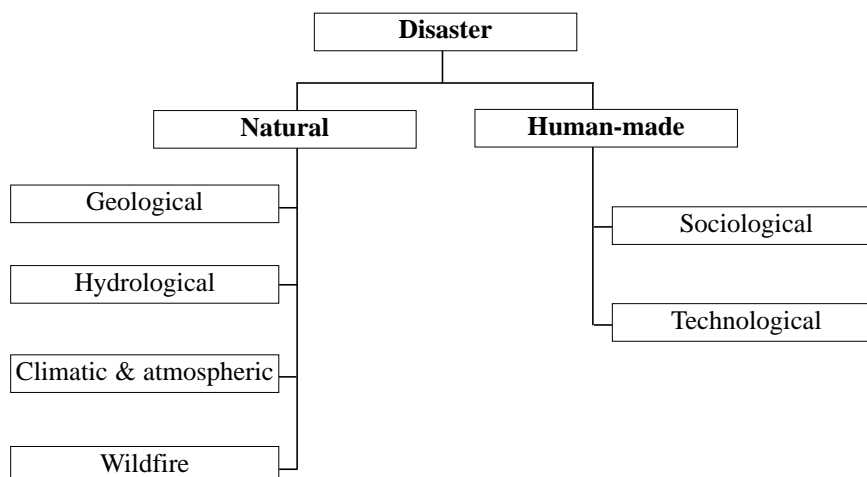 Disaster
Natural
Human-made
Geological
Hydrological
Climatic & atmospheric
Wildfire
Sociological
Technological